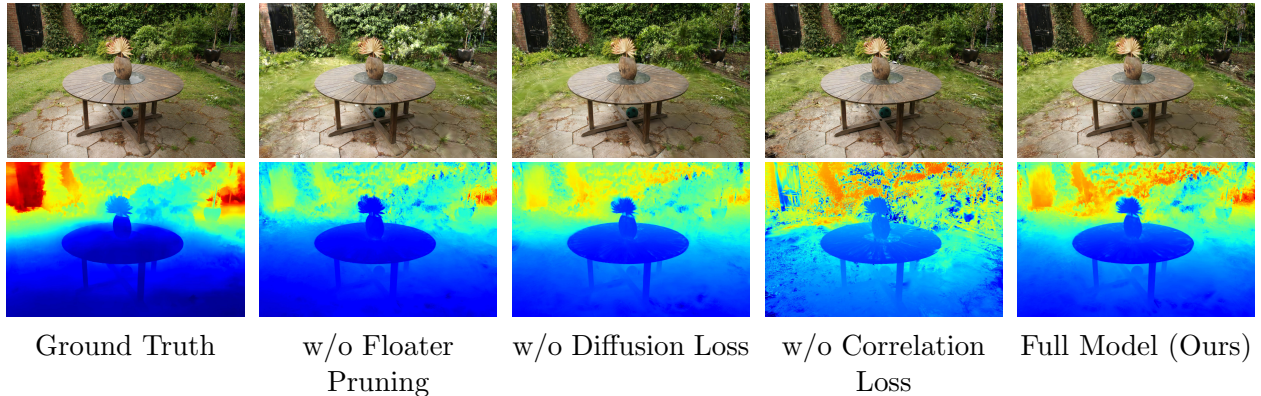 Ground Truth
w/o Floater
Pruning
w/o Diffusion Loss
w/o Correlation
Loss
Full Model (Ours)